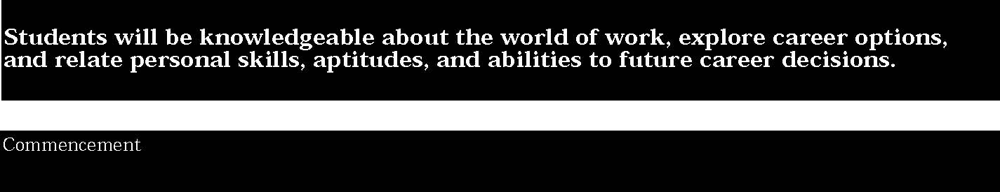 Students will be knowledgeable about the world of work, explore career options,
and relate personal skills, aptitudes, and abilities to future career decisions.
Commencement